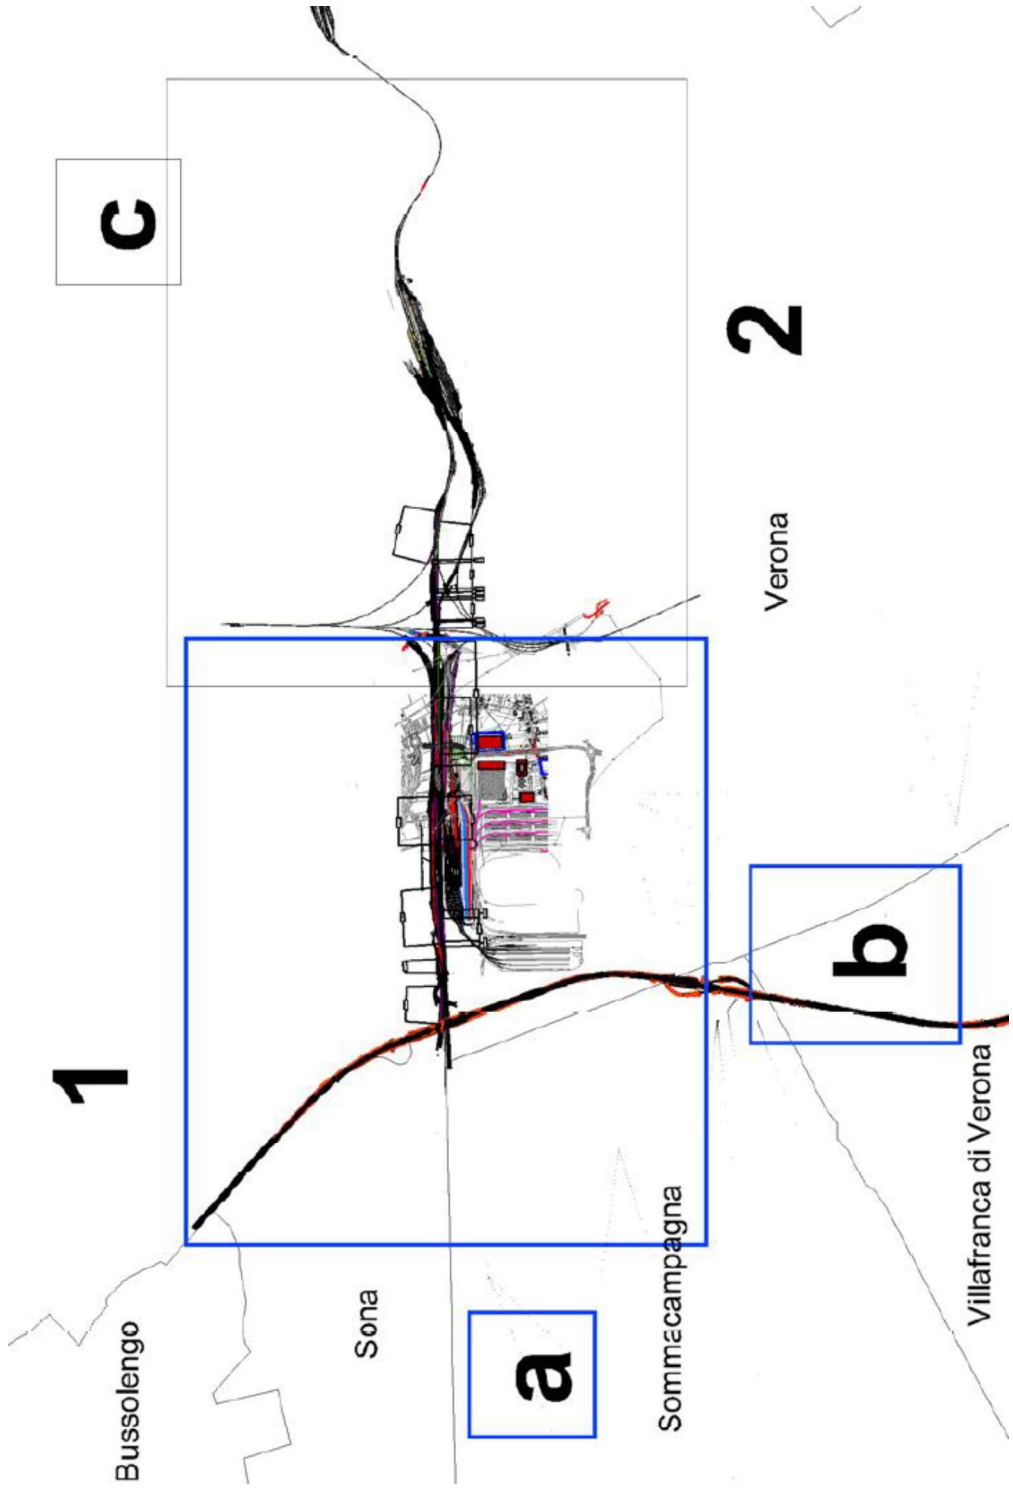 1
2
a
b
c
Bussolengo
Sona
Sommacampagna
Villafranca di Verona
Verona